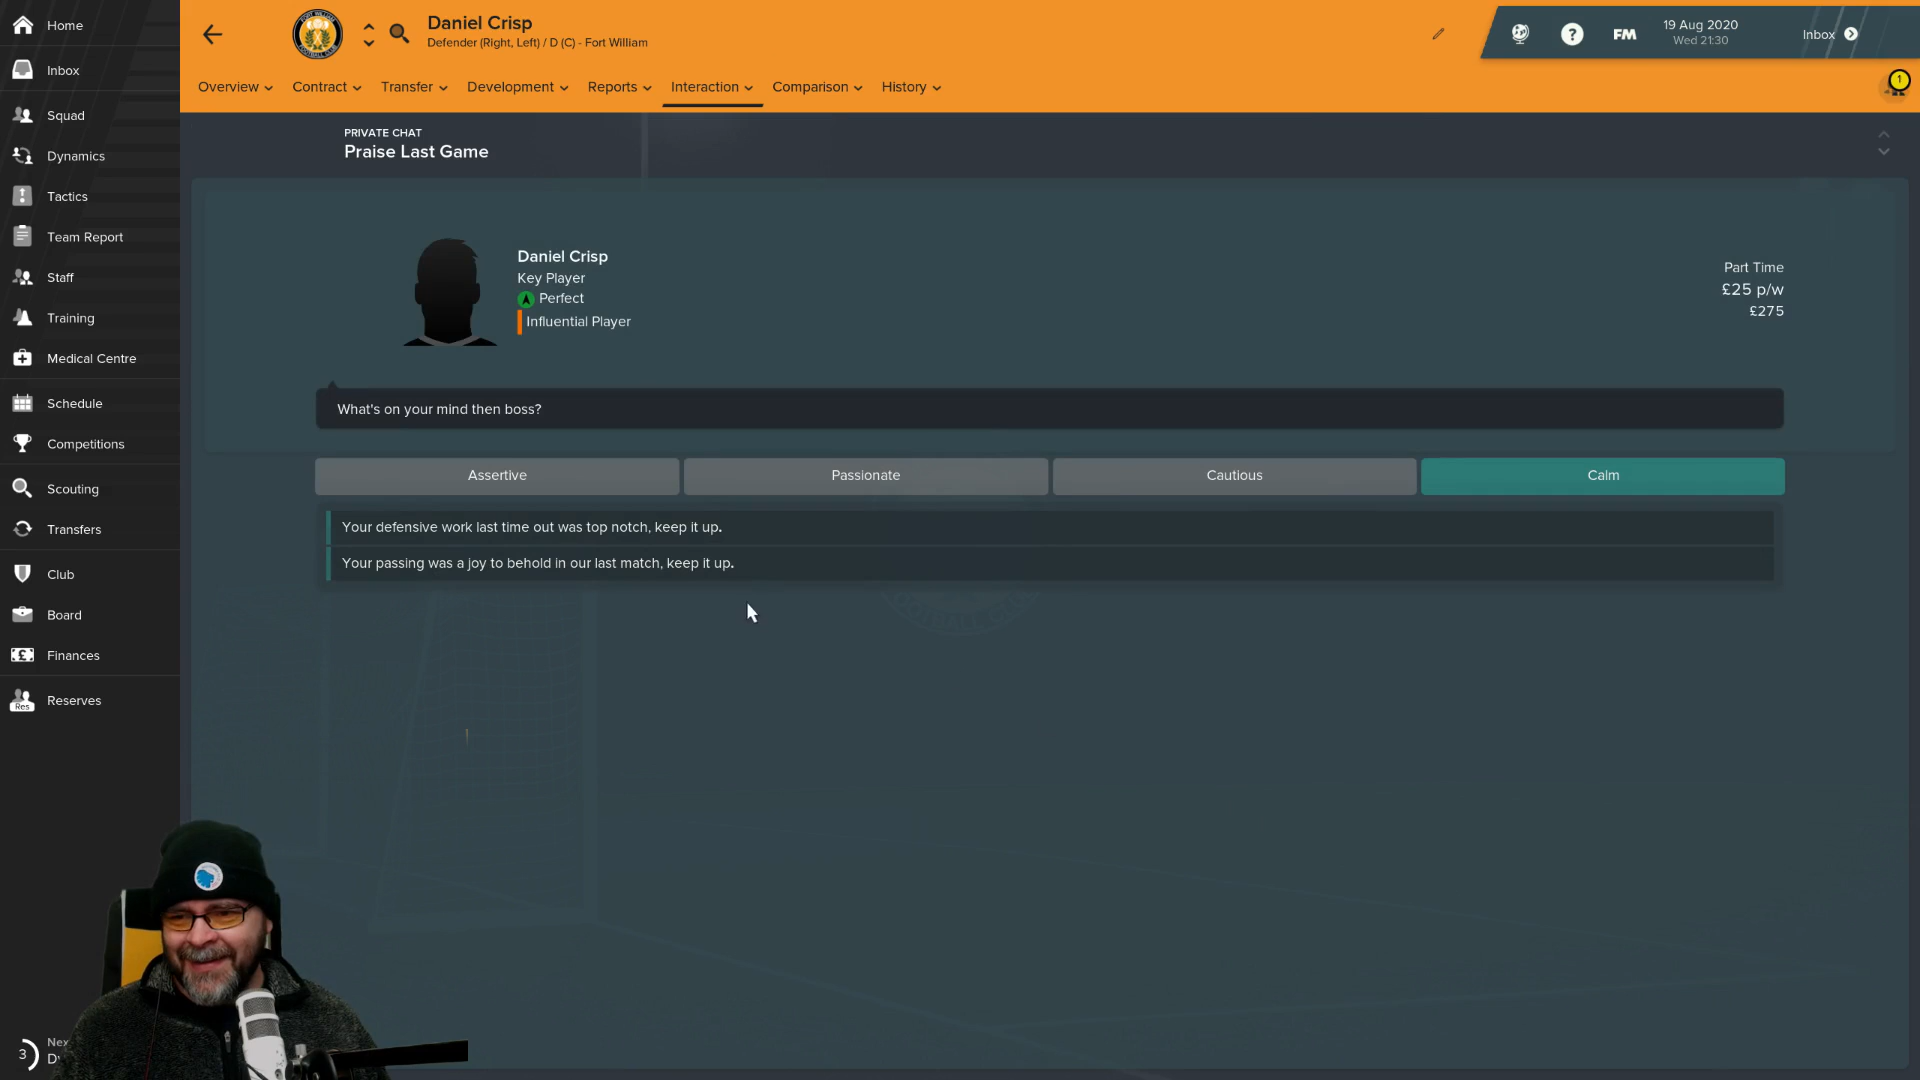 Home
Inbox
Squad
Dynamics
Tactics
Team Report
Staff
Training
Medical Centre
Schedule
Competitions
Scouting
Transfers
Club
Board
Finances
Res
Reserves
3
Nex
Daniel Crisp
Defender (Right, Left) / D (C) - Fort William
?
FM
19 Aug 2020
Wed 21:30
Inbox
Overview
Contract
Transfer
Development
Reports
Interaction
Comparison
History
1
PRIVATE CHAT
Praise Last Game
Daniel Crisp
Key Player
Perfect
Influential Player
Part Time
£25 p/w
£275
What's on your mind then boss?
Assertive
Passionate
Cautious
Calm
Your defensive work last time out was top notch, keep it up.
Your passing was a joy to behold in our last match, keep it up.